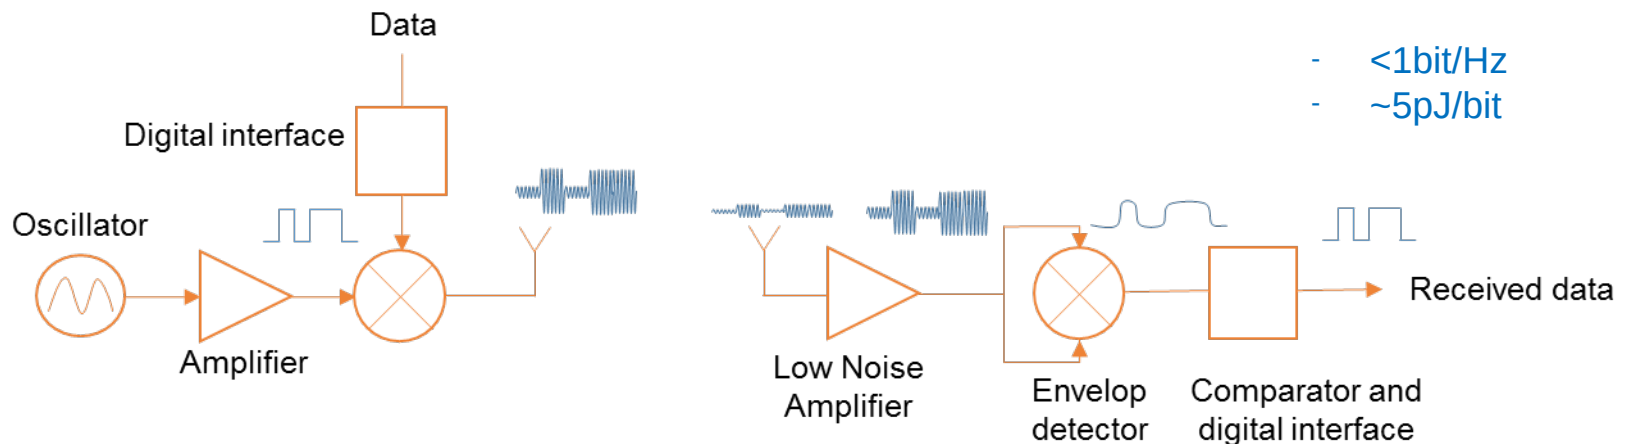 Data
- <1bit/Hz
- ~5pJ/bit
Digital interface
Oscillator
Amplifier
Received data
Low Noise
Amplifier
Envelop
detector
Comparator and
digital interface